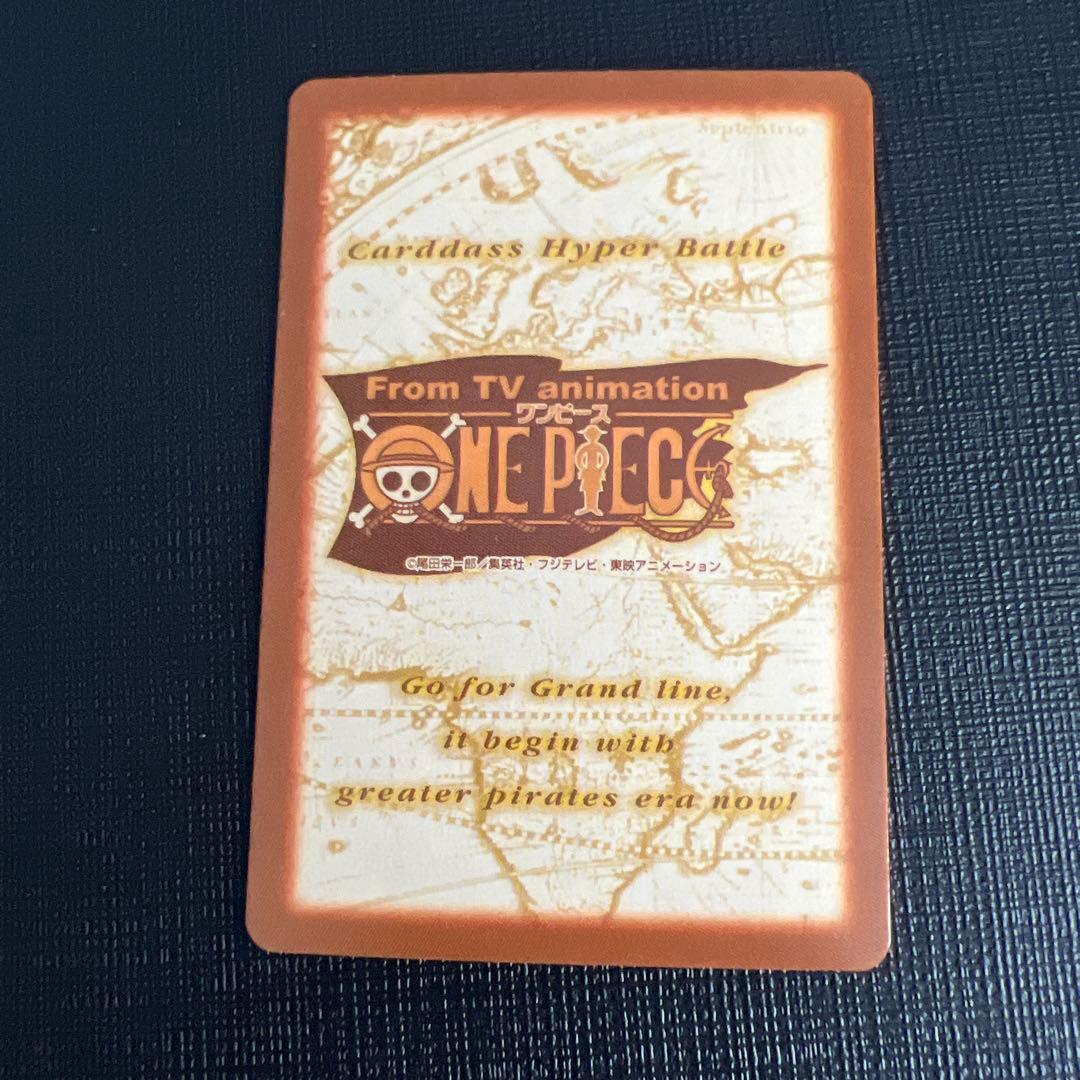 Septentrio
Carddass Hyper Battle
From TV animation
ワンピース
ONE PIECE
©尾田栄一郎／集英社・フジテレビ・東映アニメーション
Go for Grand line,
it begin with
greater pirates era now!